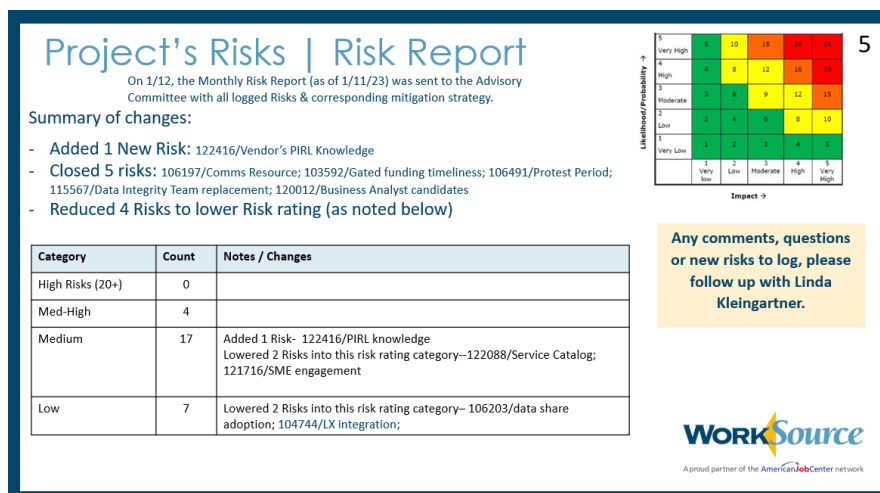 Project's Risks | Risk Report
5
On 1/12, the Monthly Risk Report (as of 1/11/23) was sent to the Advisory
Committee with all logged Risks & corresponding mitigation strategy.
Summary of changes:
- Added 1 New Risk: 122416/Vendor's PIRL Knowledge
- Closed 5 risks: 106197/Comms Resource; 103592/Gated funding timeliness; 106491/Protest Period;
115567/Data Integrity Team replacement; 120012/Business Analyst candidates
- Reduced 4 Risks to lower Risk rating (as noted below)
Category Count Notes / Changes
High Risks (20+) 0
Med-High 4
Medium 17 Added 1 Risk- 122416/PIRL knowledge
Lowered 2 Risks into this risk rating category--122088/Service Catalog;
121716/SME engagement
Low 7 Lowered 2 Risks into this risk rating category– 106203/data share
adoption; 104744/LX integration;
Likelihood/Probability →
5 Very High 5 10 15 20 25
4 High 4 8 12 16 20
3 Moderate 3 6 9 12 15
2 Low 2 4 6 8 10
1 Very Low 1 2 3 4 5
1 2 3 4 5
Very low Low Moderate High Very High
Impact →
Any comments, questions
or new risks to log, please
follow up with Linda
Kleingartner.
WorkSource
A proud partner of the AmericanJobCenter network